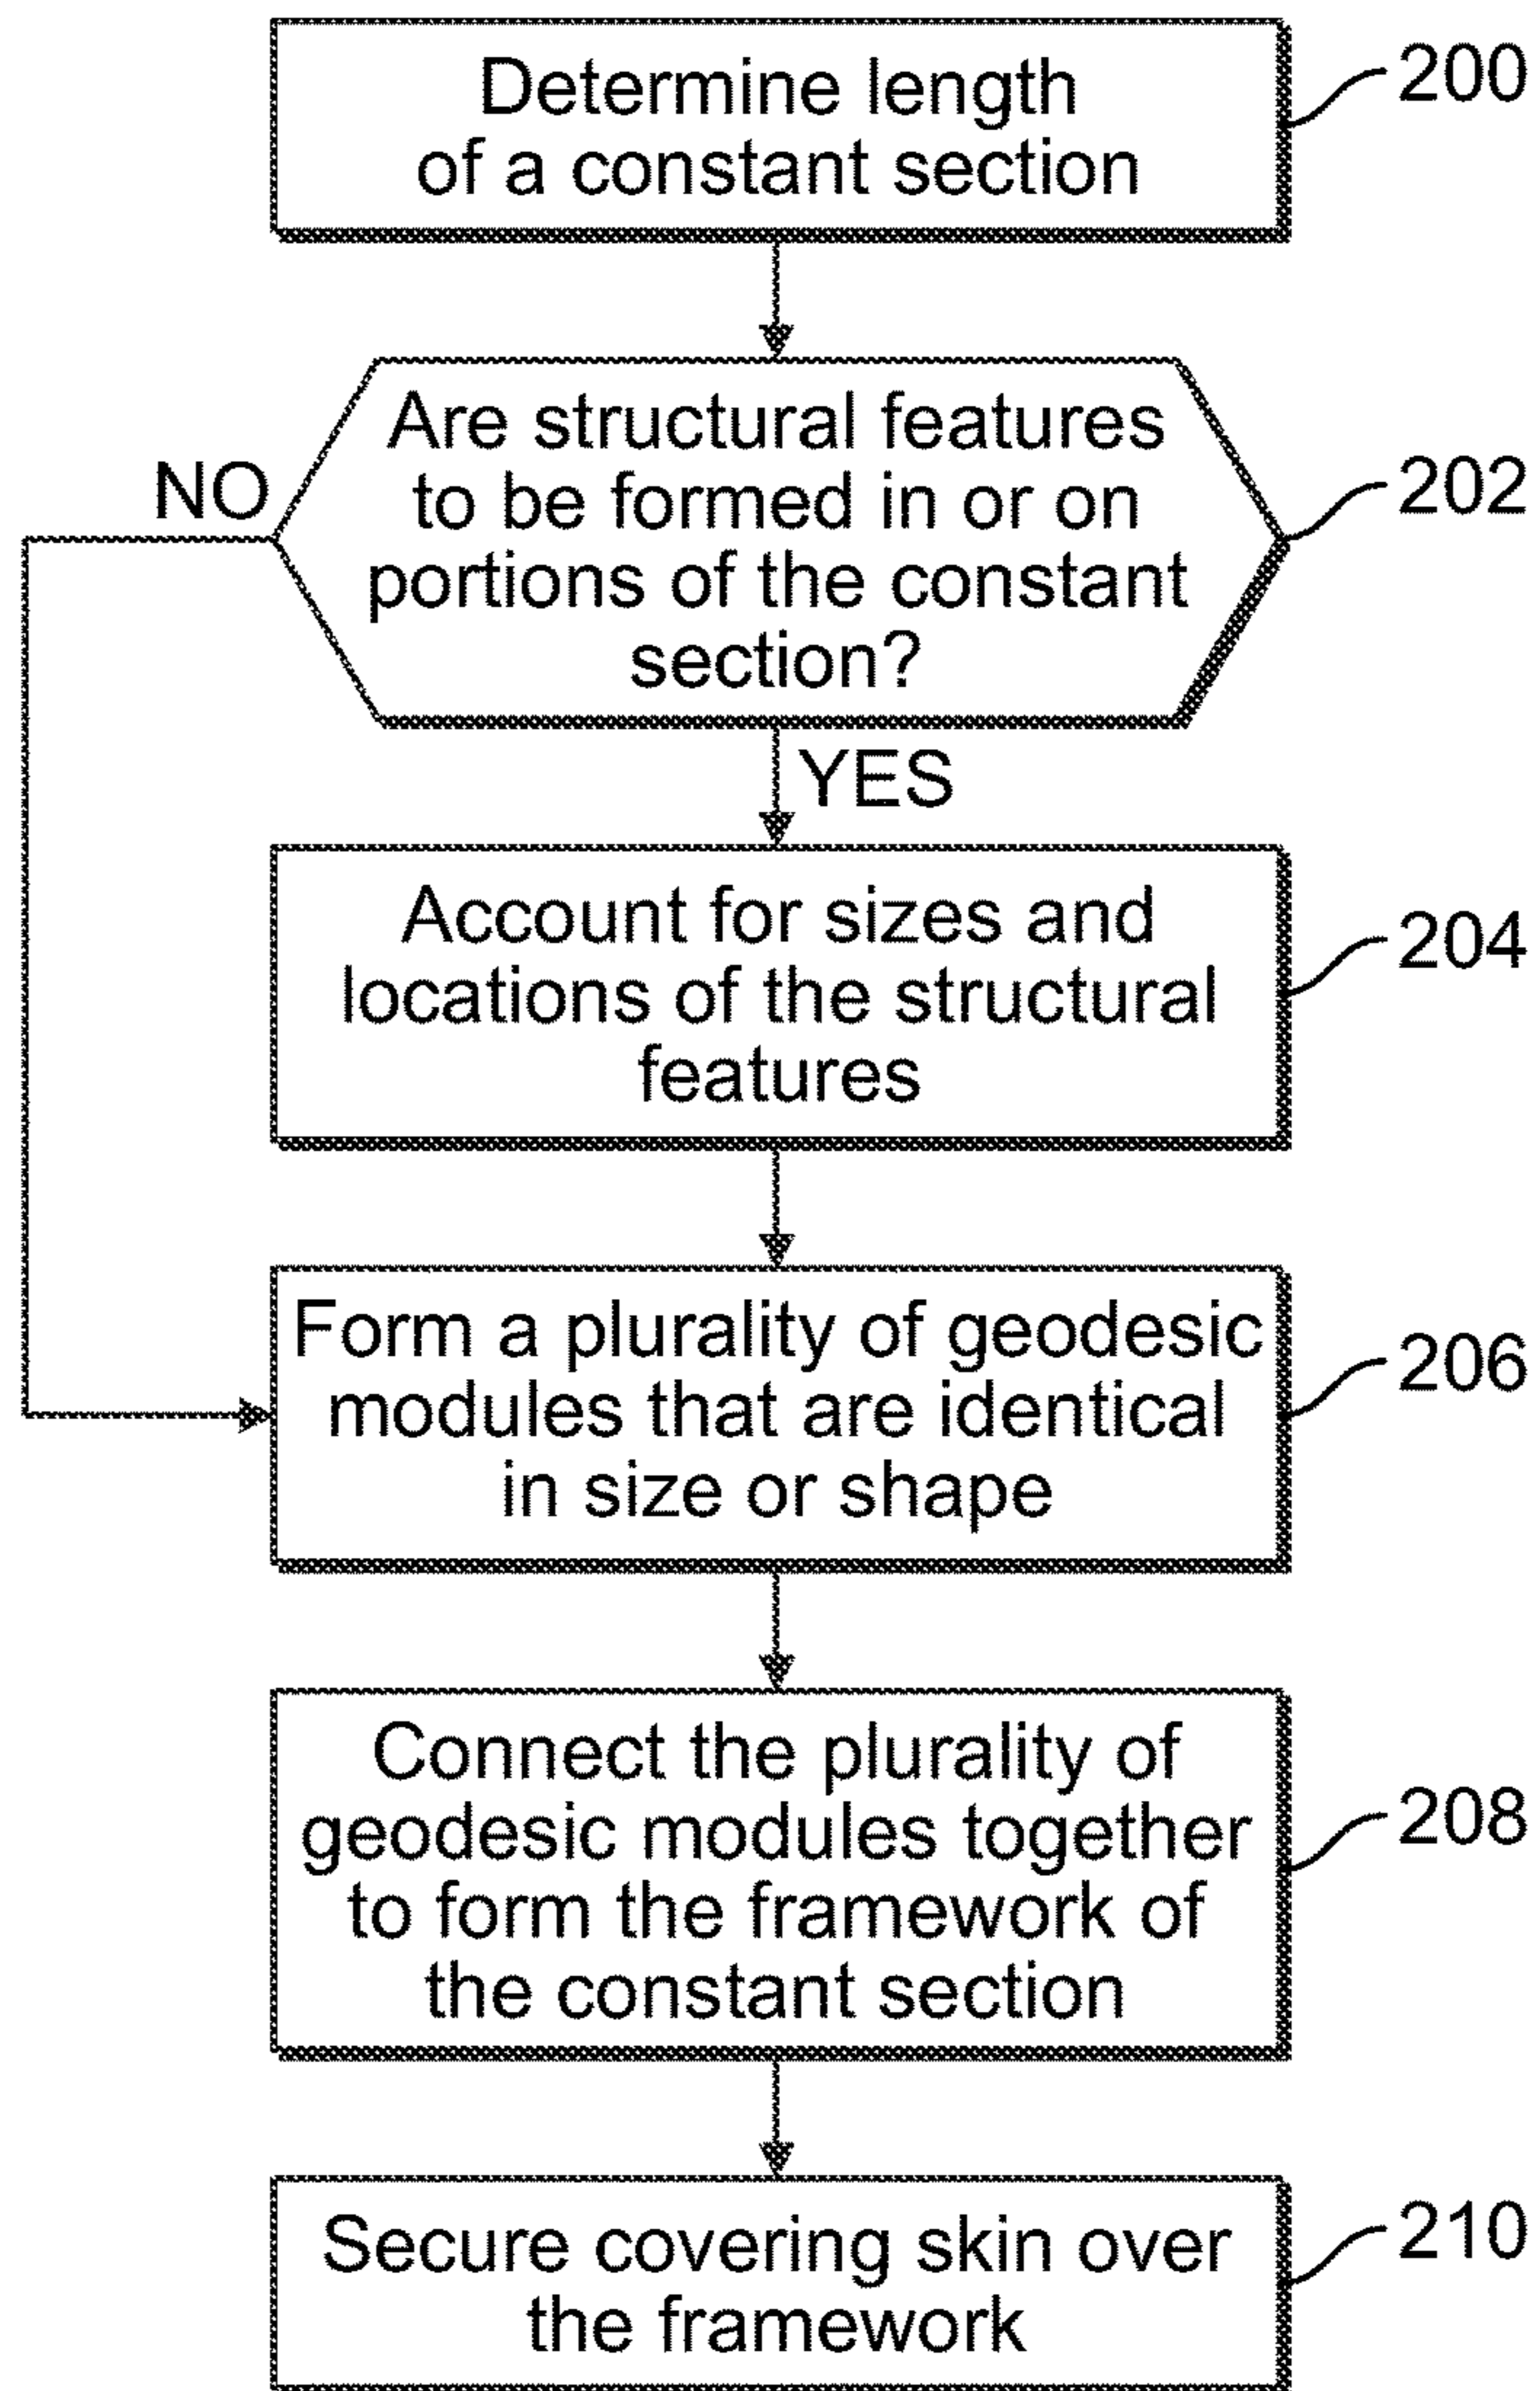 Determine length
of a constant section
200
Are structural features
to be formed in or on
portions of the constant
section?
202
NO
YES
Account for sizes and
locations of the structural
features
204
Form a plurality of geodesic
modules that are identical
in size or shape
206
Connect the plurality of
geodesic modules together
to form the framework of
the constant section
208
Secure covering skin over
the framework
210